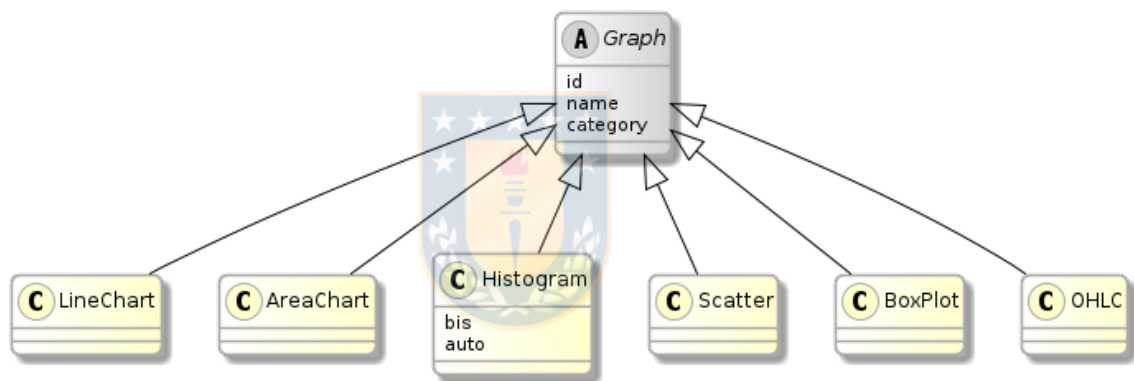 A Graph
id
name
category
C LineChart
C AreaChart
C Histogram
bis
auto
C Scatter
C BoxPlot
C OHLC